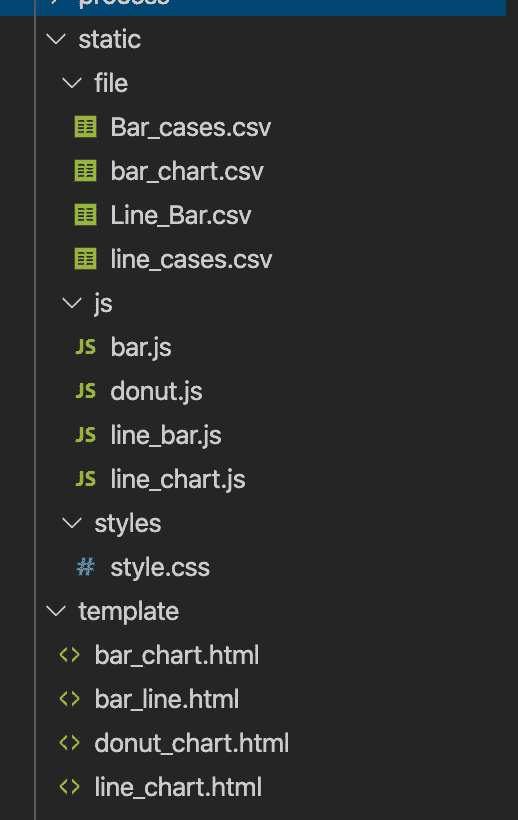 process
static
file
Bar_cases.csv
bar_chart.csv
Line_Bar.csv
line_cases.csv
js
JS bar.js
JS donut.js
JS line_bar.js
JS line_chart.js
styles
# style.css
template
<> bar_chart.html
<> bar_line.html
<> donut_chart.html
<> line_chart.html